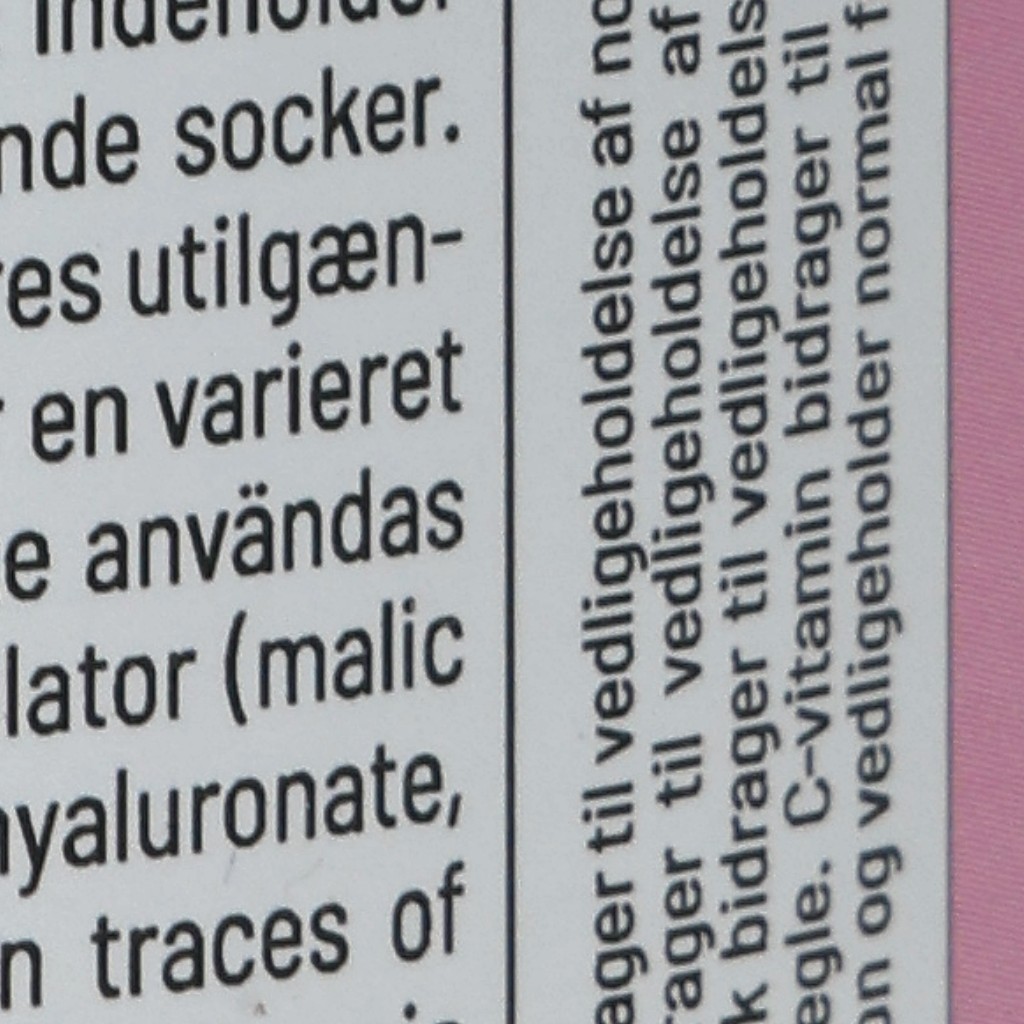 Indeholder
nde socker.
res utilgæn-
en varieret
e användas
lator (malic
hyaluronate,
n traces of
ager til vedligeholdelse af no
rager til vedligeholdelse af
k bidrager til vedligeholdels
egle. C-vitamin bidrager til
on og vedligeholder normal f